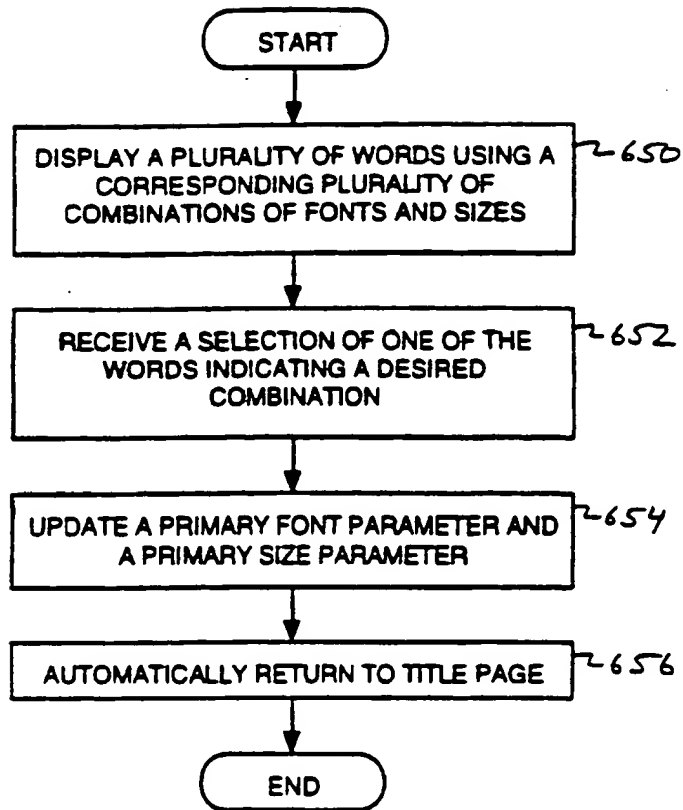 START
DISPLAY A PLURALITY OF WORDS USING A
650
CORRESPONDING PLURALITY OF
COMBINATIONS OF FONTS AND SIZES
RECEIVE A SELECTION OF ONE OF THE
652
WORDS INDICATING A DESIRED
COMBINATION
UPDATE A PRIMARY FONT PARAMETER AND
654
A PRIMARY SIZE PARAMETER
AUTOMATICALLY RETURN TO TITLE PAGE
656
END